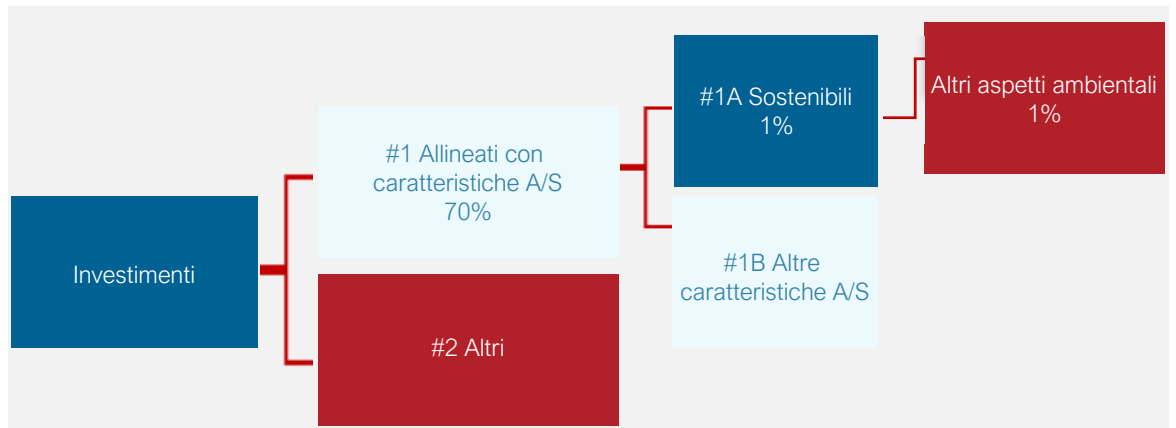 Investimenti
#1 Allineati con
caratteristiche A/S
70%
#2 Altri
#1A Sostenibili
1%
#1B Altre
caratteristiche A/S
Altri aspetti ambientali
1%